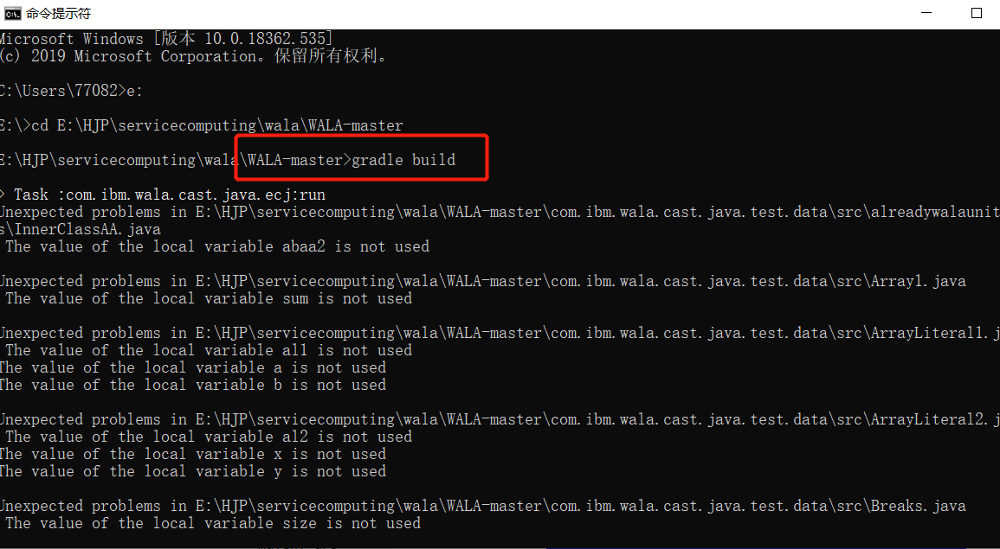 命令提示符
Microsoft Windows [版本 10.0.18362.535]
(c) 2019 Microsoft Corporation。保留所有权利。
C:\Users\77082>e:
E:\>cd E:\HJP\servicecomputing\wala\WALA-master
E:\HJP\servicecomputing\wala\WALA-master>gradle build
> Task :com.ibm.wala.cast.java.ecj:run
Unexpected problems in E:\HJP\servicecomputing\wala\WALA-master\com.ibm.wala.cast.java.test.data\src\alreadywalaunit
s\InnerClassAA.java
The value of the local variable abaa2 is not used
Unexpected problems in E:\HJP\servicecomputing\wala\WALA-master\com.ibm.wala.cast.java.test.data\src\Array1.java
The value of the local variable sum is not used
Unexpected problems in E:\HJP\servicecomputing\wala\WALA-master\com.ibm.wala.cast.java.test.data\src\ArrayLiteral1.j
The value of the local variable al1 is not used
The value of the local variable a is not used
The value of the local variable b is not used
Unexpected problems in E:\HJP\servicecomputing\wala\WALA-master\com.ibm.wala.cast.java.test.data\src\ArrayLiteral2.j
The value of the local variable al2 is not used
The value of the local variable x is not used
The value of the local variable y is not used
Unexpected problems in E:\HJP\servicecomputing\wala\WALA-master\com.ibm.wala.cast.java.test.data\src\Breaks.java
The value of the local variable size is not used